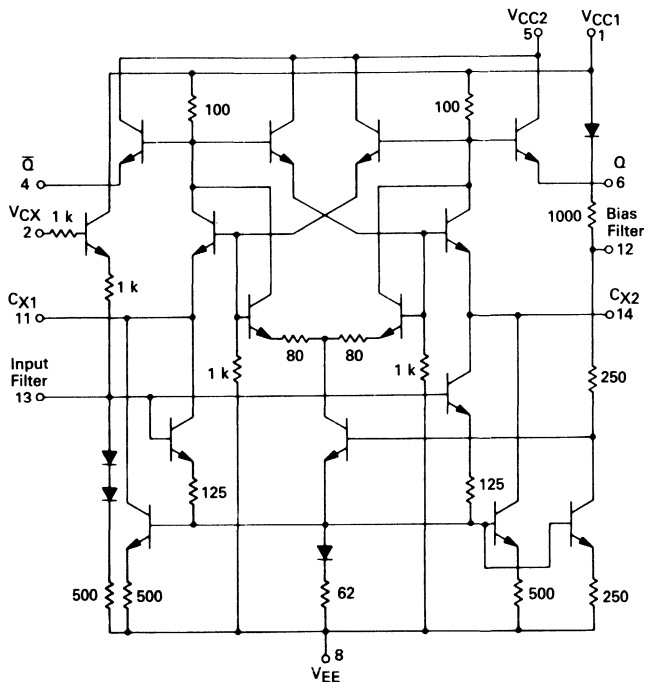 VCC2
5
VCC1
1
100
100
Q̅
4
Q
6
VCX
2
1 k
1000
Bias
Filter
12
1 k
CX1
11
CX2
14
80
80
Input
Filter
13
1 k
1 k
250
125
125
500
500
62
500
250
8
VEE